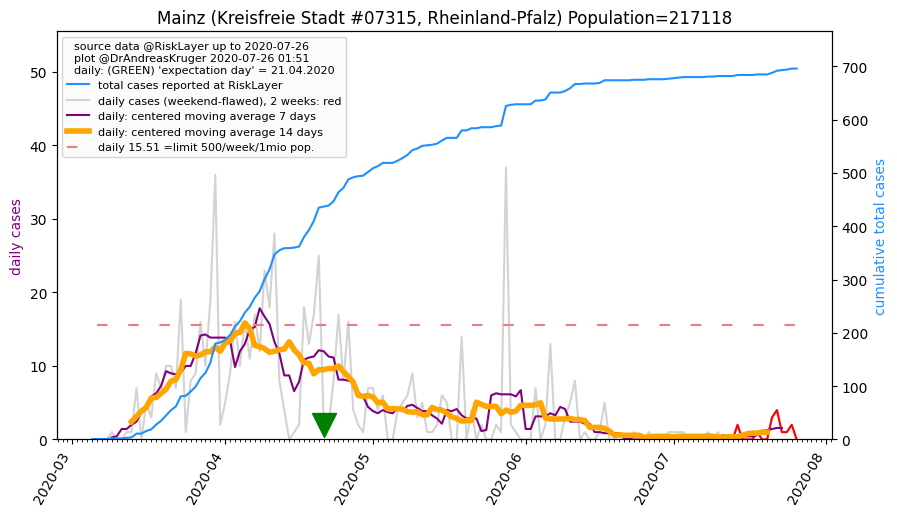 Mainz (Kreisfreie Stadt #07315, Rheinland-Pfalz) Population=217118
source data @RiskLayer up to 2020-07-26
plot @DrAndreasKruger 2020-07-26 01:51
daily: (GREEN) 'expectation day' = 21.04.2020
total cases reported at RiskLayer
daily cases (weekend-flawed), 2 weeks: red
daily: centered moving average 7 days
daily: centered moving average 14 days
daily 15.51 =limit 500/week/1mio pop.
daily cases
50
40
30
20
10
0
cumulative total cases
700
600
500
400
300
200
100
0
2020-03
2020-04
2020-05
2020-06
2020-07
2020-08